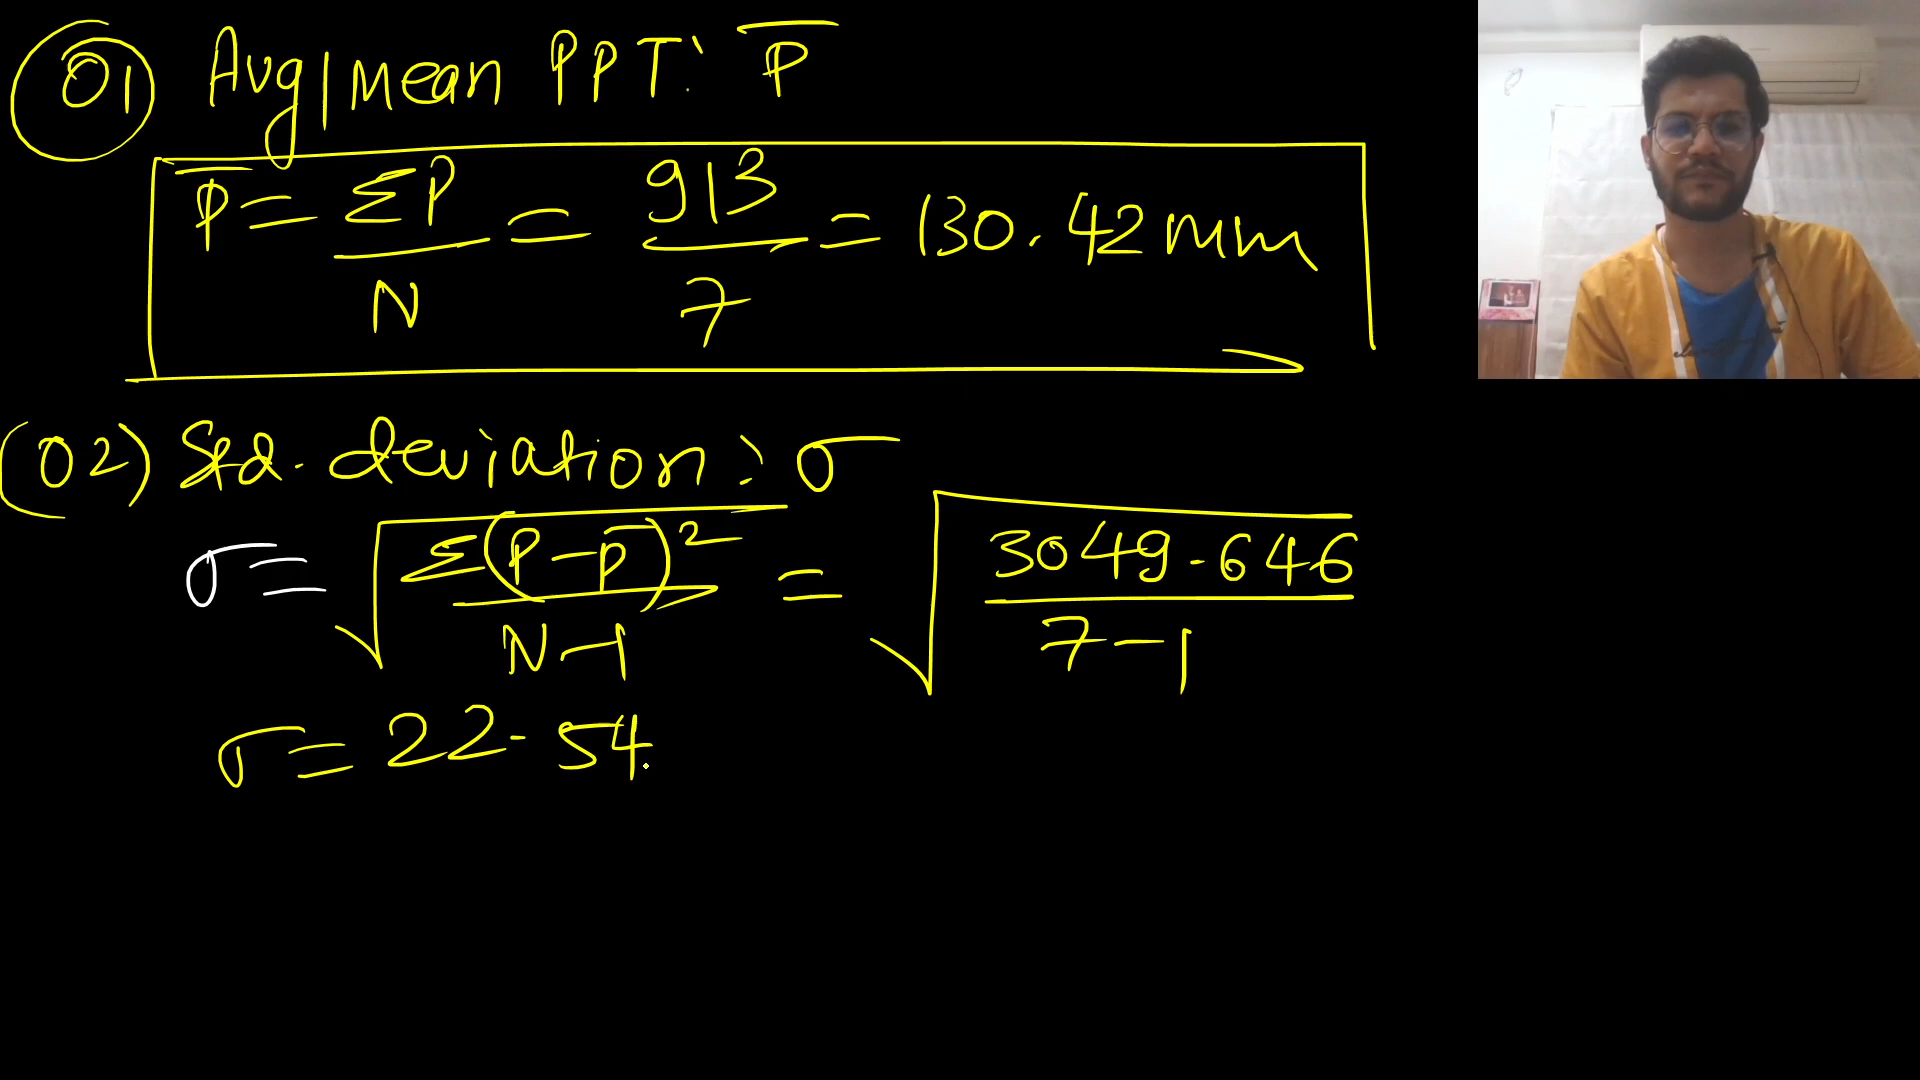 01 Avg/Mean PPT: P̅
P̅ = ΣP/N = 913/7 = 130.42 mm
(02) Std. deviation: σ
σ = √(Σ(P-P̅)²/N-1) = √(3049.646/7-1)
σ = 22.54